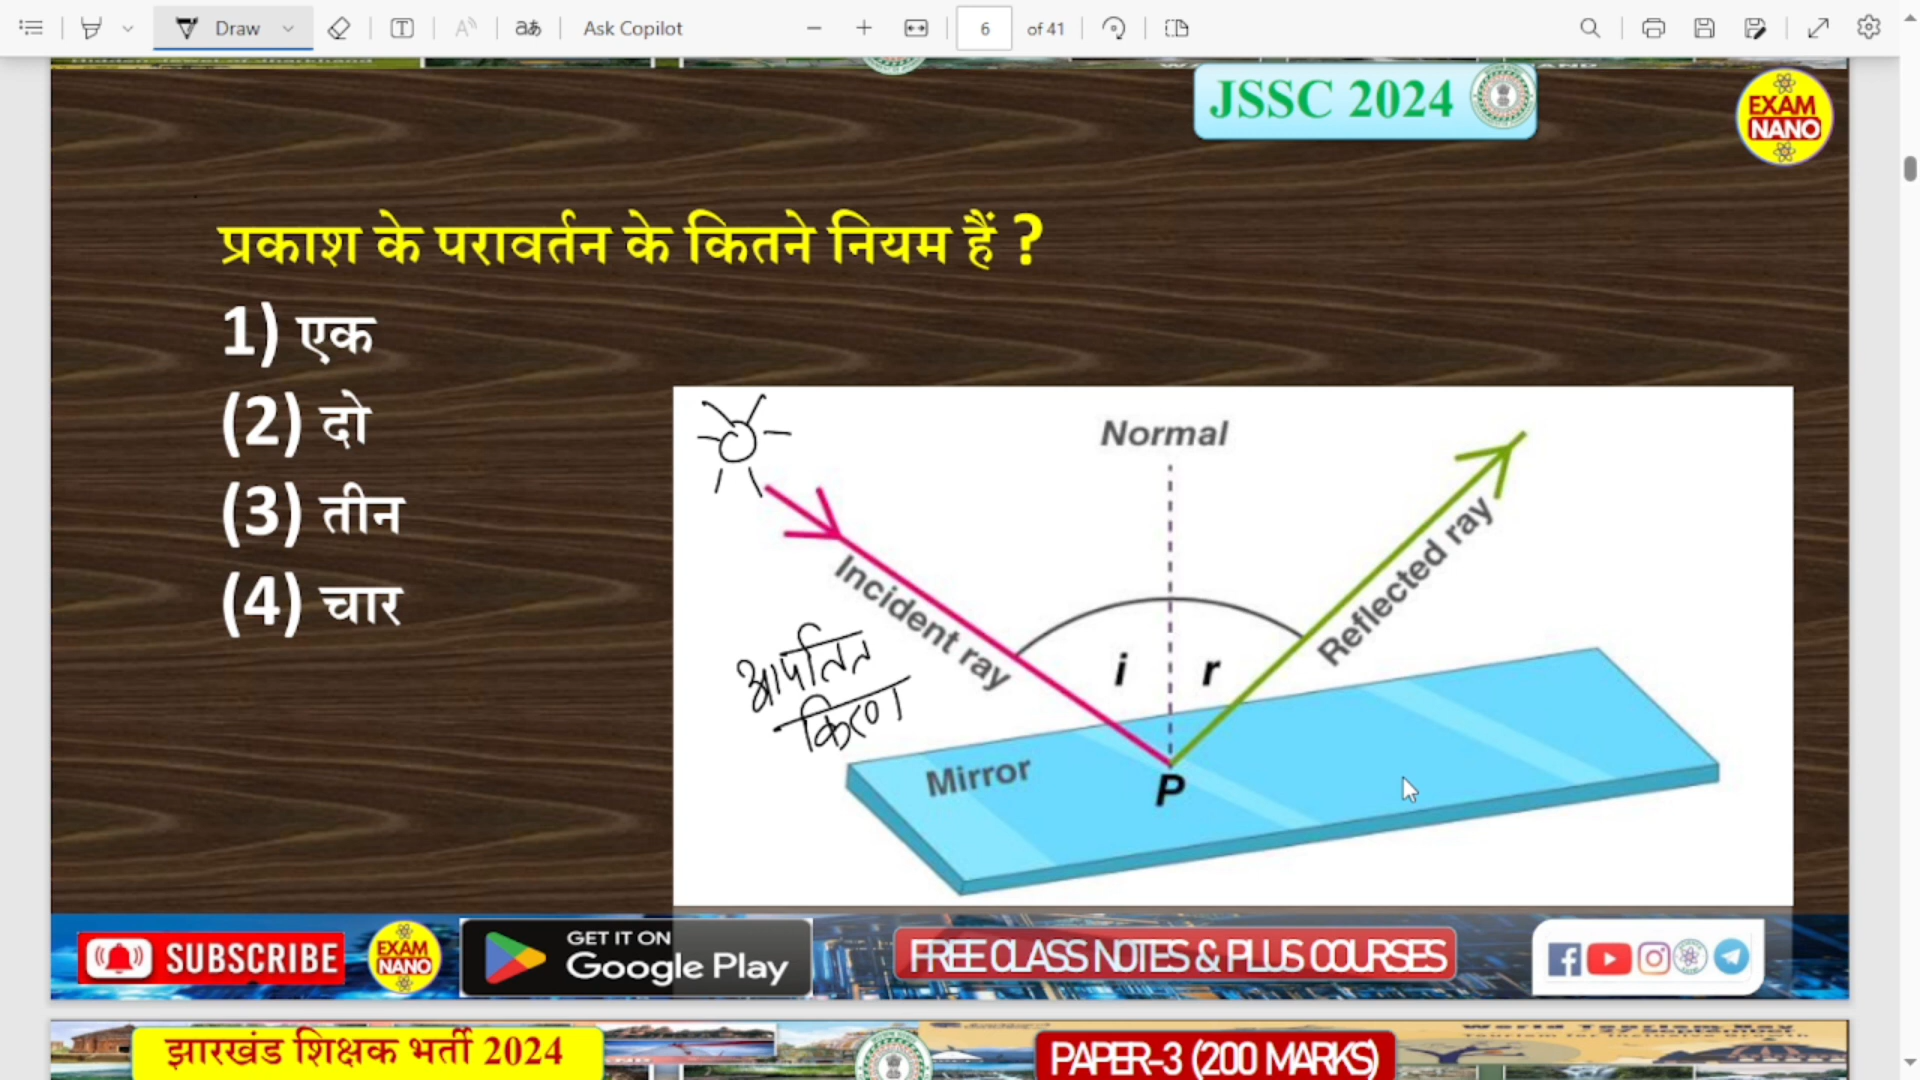 Draw
Ask Copilot
6 of 41
JSSC 2024
EXAM
NANO
प्रकाश के परावर्तन के कितने नियम हैं ?
1) एक
(2) दो
(3) तीन
(4) चार
Normal
Incident ray
Reflected ray
i r
आपतित
किरण
Mirror
P
SUBSCRIBE
EXAM
NANO
GET IT ON
Google Play
FREE CLASS NOTES & PLUS COURSES
झारखंड शिक्षक भर्ती 2024
PAPER-3 (200 MARKS)